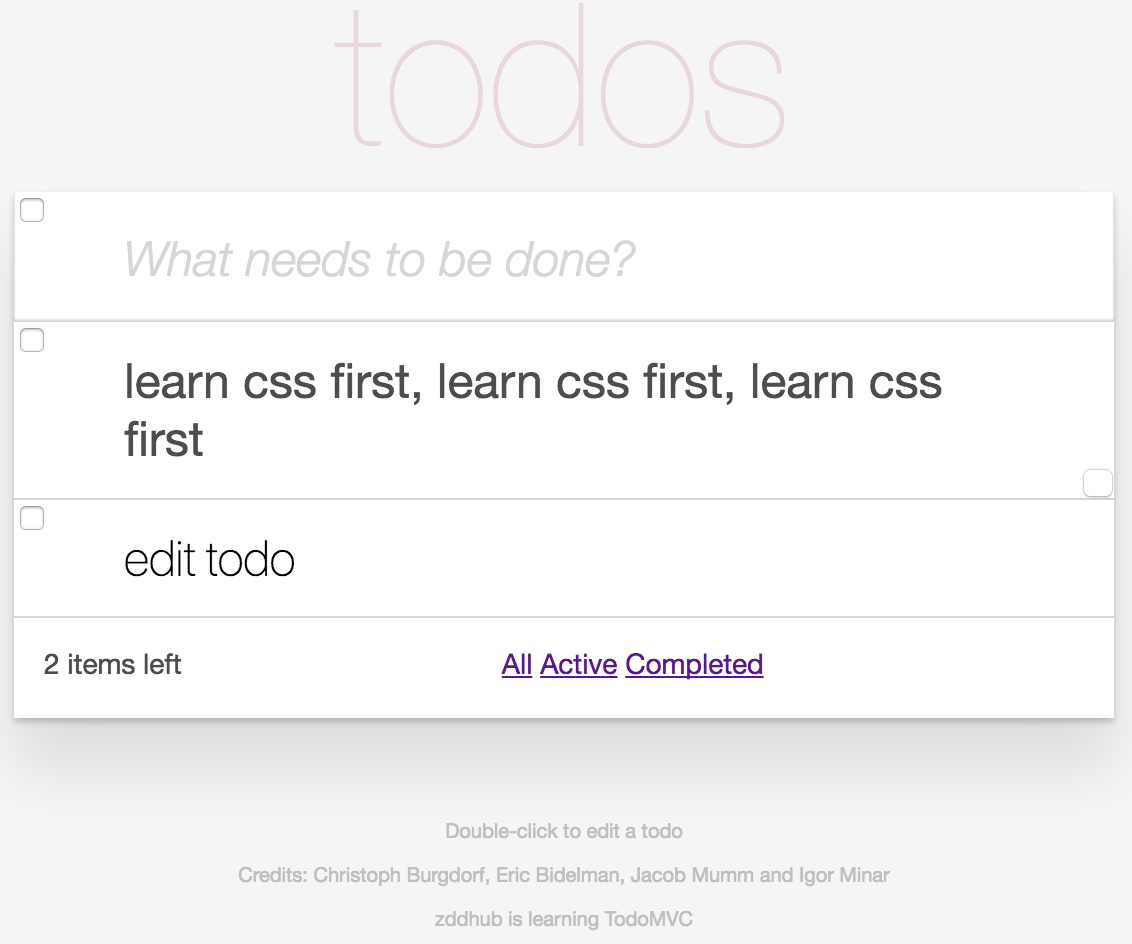 todos
What needs to be done?
learn css first, learn css first, learn css
first
edit todo
2 items left All Active Completed
Double-click to edit a todo
Credits: Christoph Burgdorf, Eric Bidelman, Jacob Mumm and Igor Minar
zddhub is learning TodoMVC